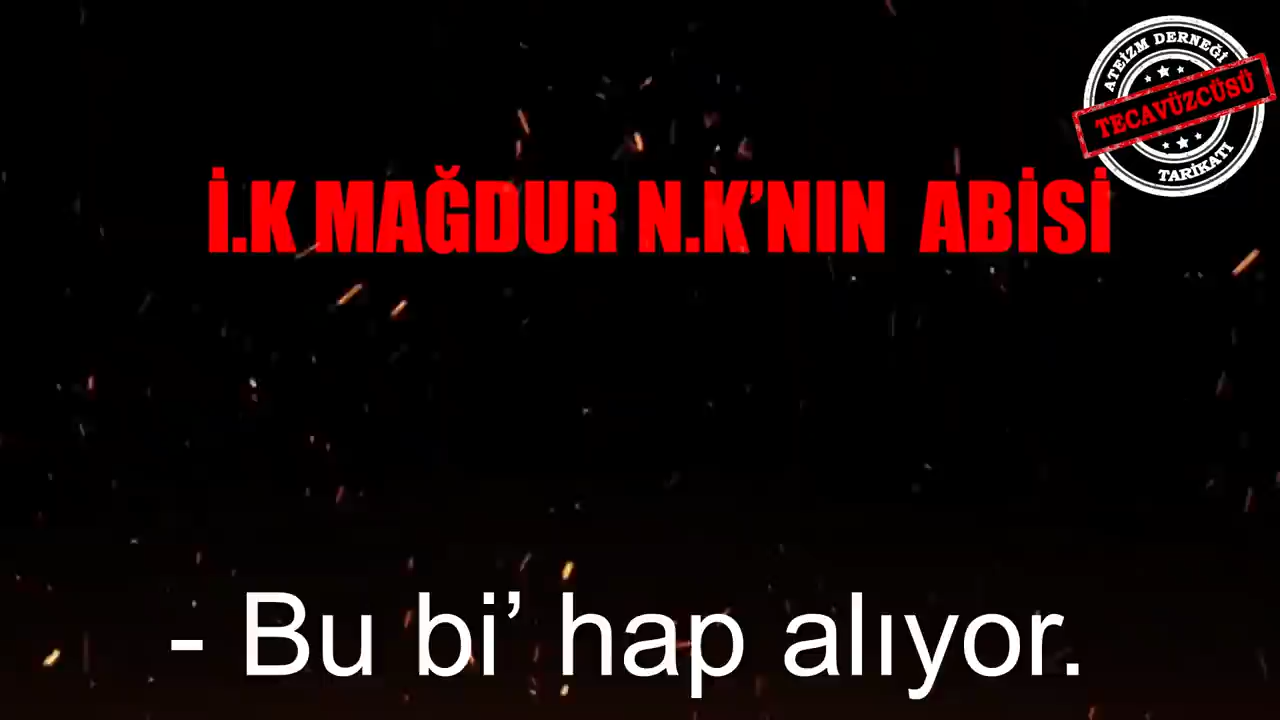 ATEİZM DERNEĞİ
TECAVÜZCÜSÜ
TARİKATI
İ.K MAĞDUR N.K’NIN  ABİSİ
- Bu bi’ hap alıyor.